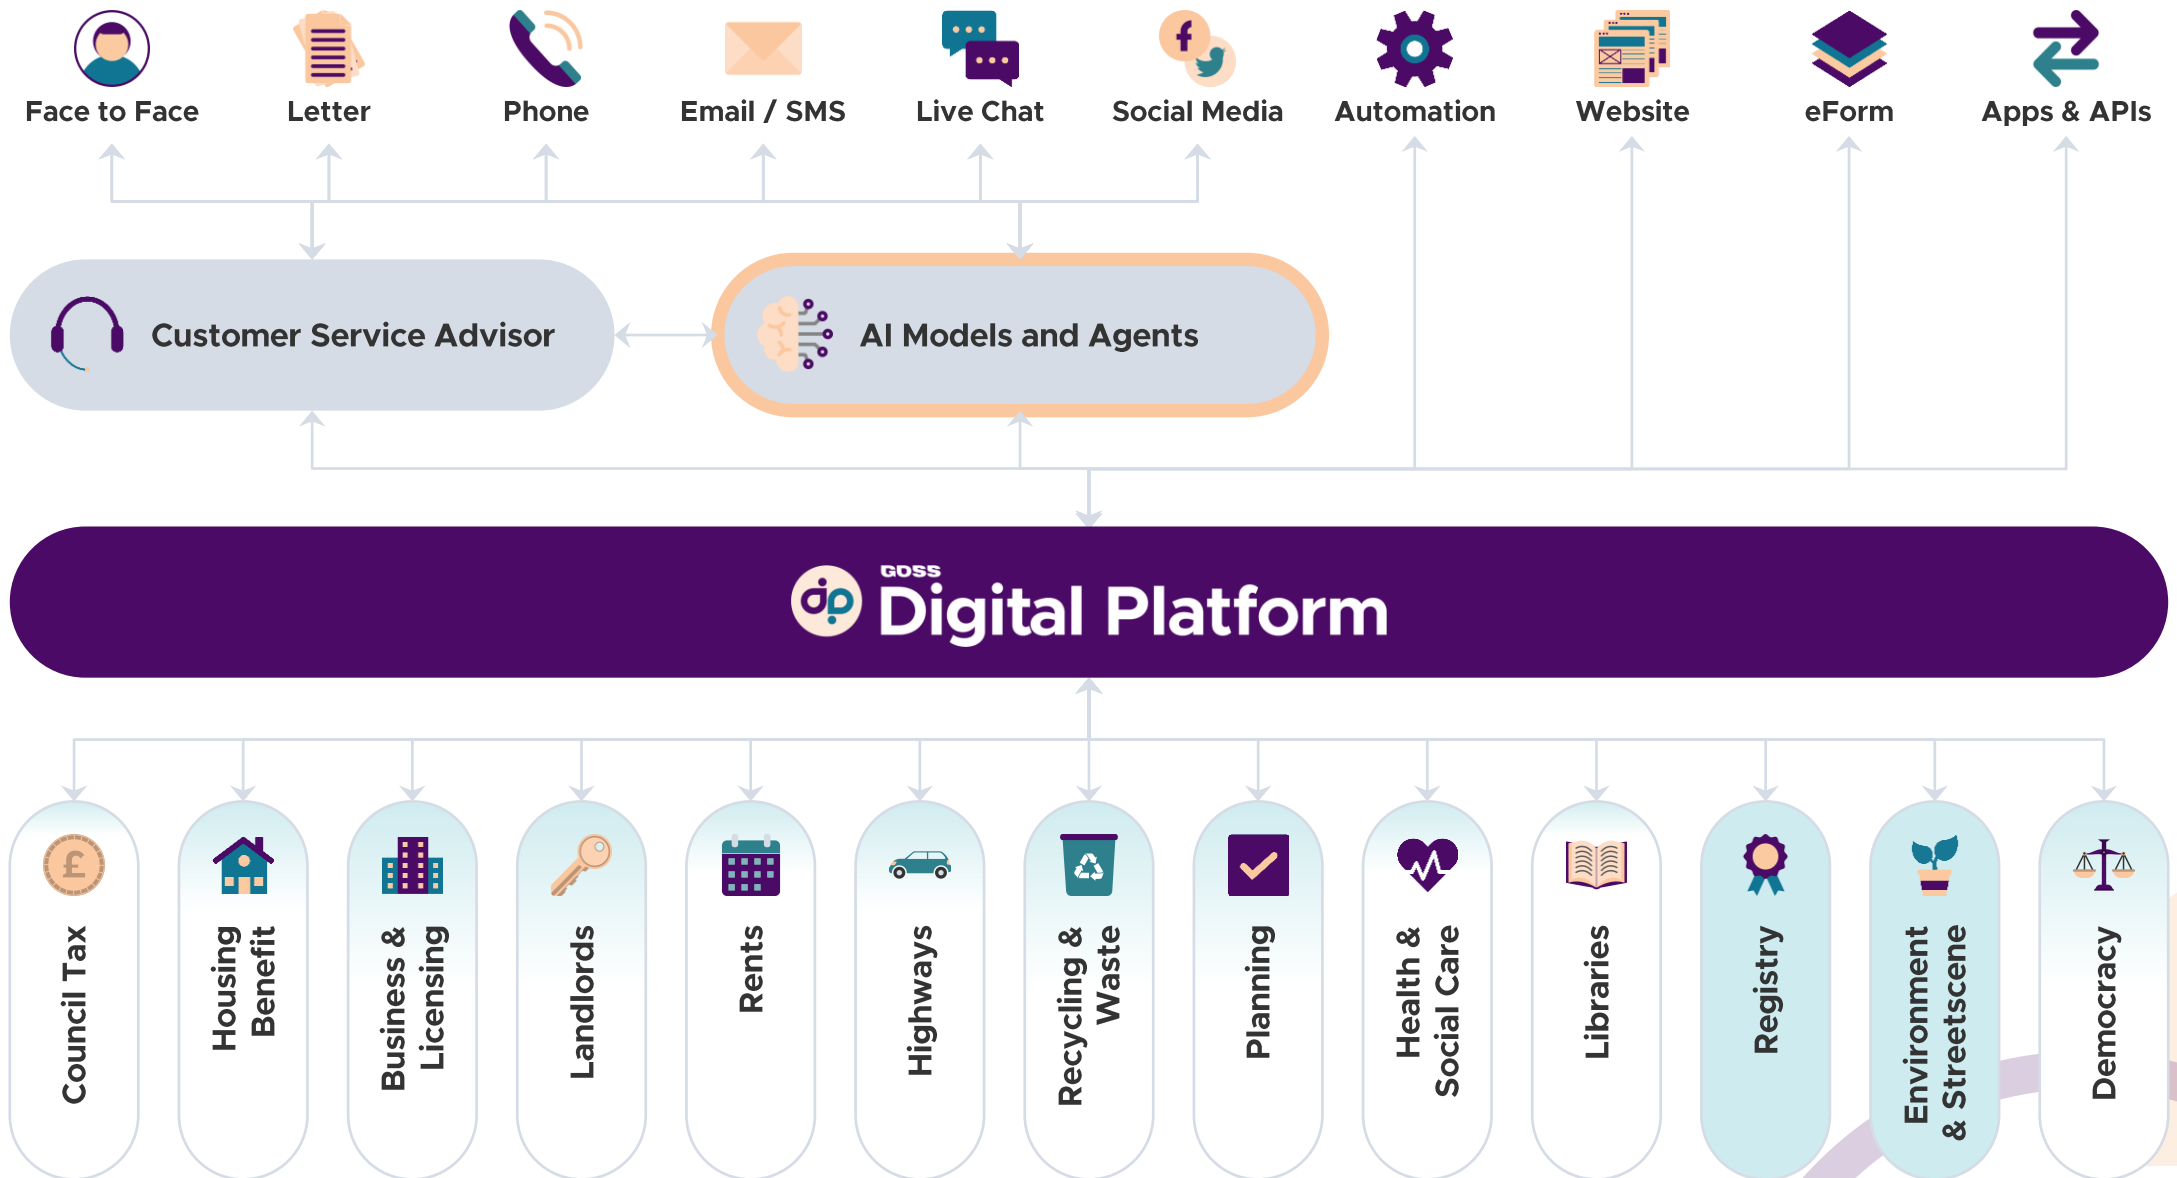 Face to Face
Letter
Phone
Email / SMS
Live Chat
Social Media
Automation
Website
eForm
Apps & APIs
Customer Service Advisor
AI Models and Agents
GOSS
Digital Platform
Council Tax
Housing
Benefit
Business &
Licensing
Landlords
Rents
Highways
Recycling &
Waste
Planning
Health &
Social Care
Libraries
Registry
Environment
& Streetscene
Democracy